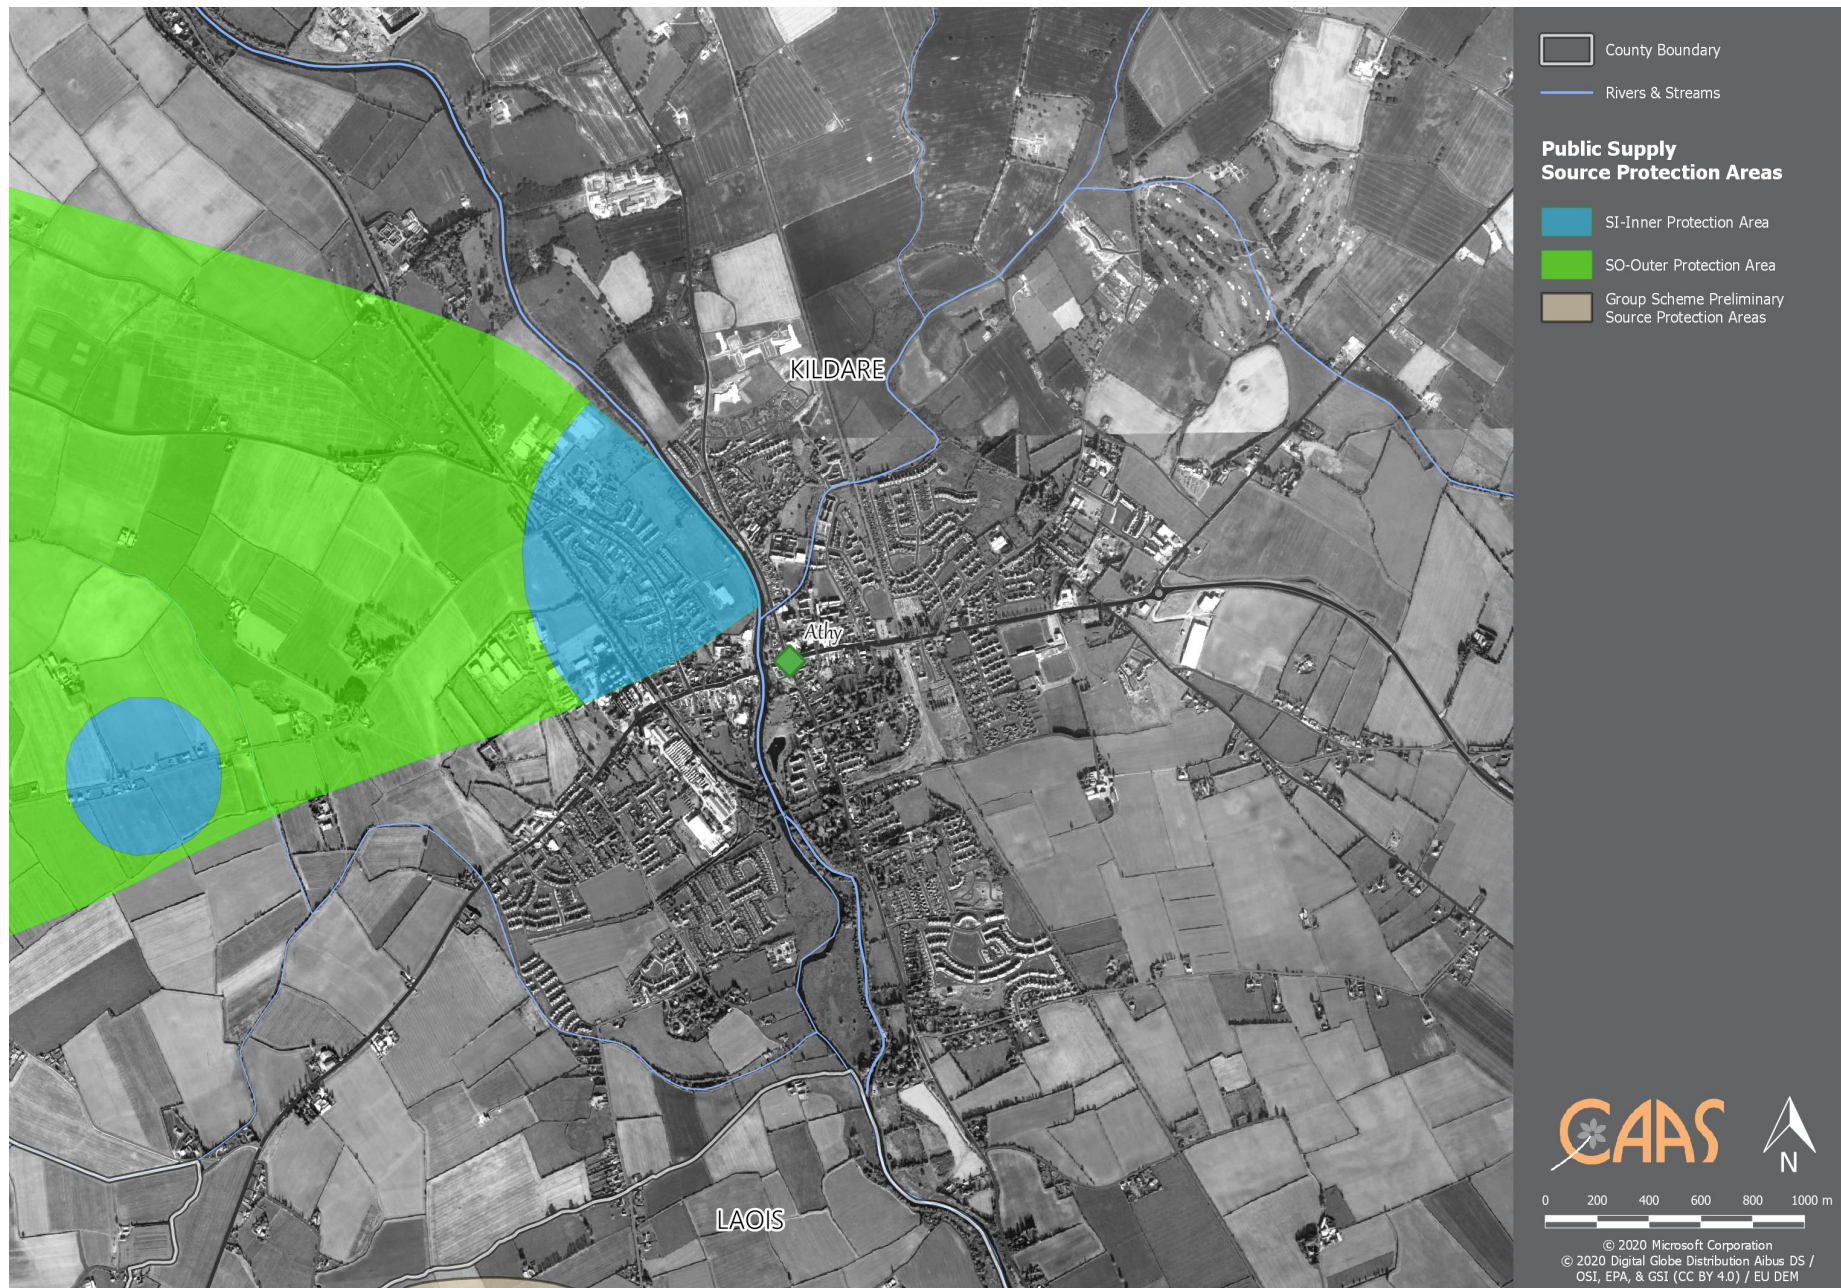 County Boundary
Rivers & Streams
Public Supply
Source Protection Areas
SI-Inner Protection Area
SO-Outer Protection Area
Group Scheme Preliminary
Source Protection Areas
KILDARE
Athy
LAOIS
CAAS
N
0 200 400 600 800 1000 m
© 2020 Microsoft Corporation
© 2020 Digital Globe Distribution Aibus DS /
OSI, EPA, & GSI (CC BY 4.0) / EU DEM